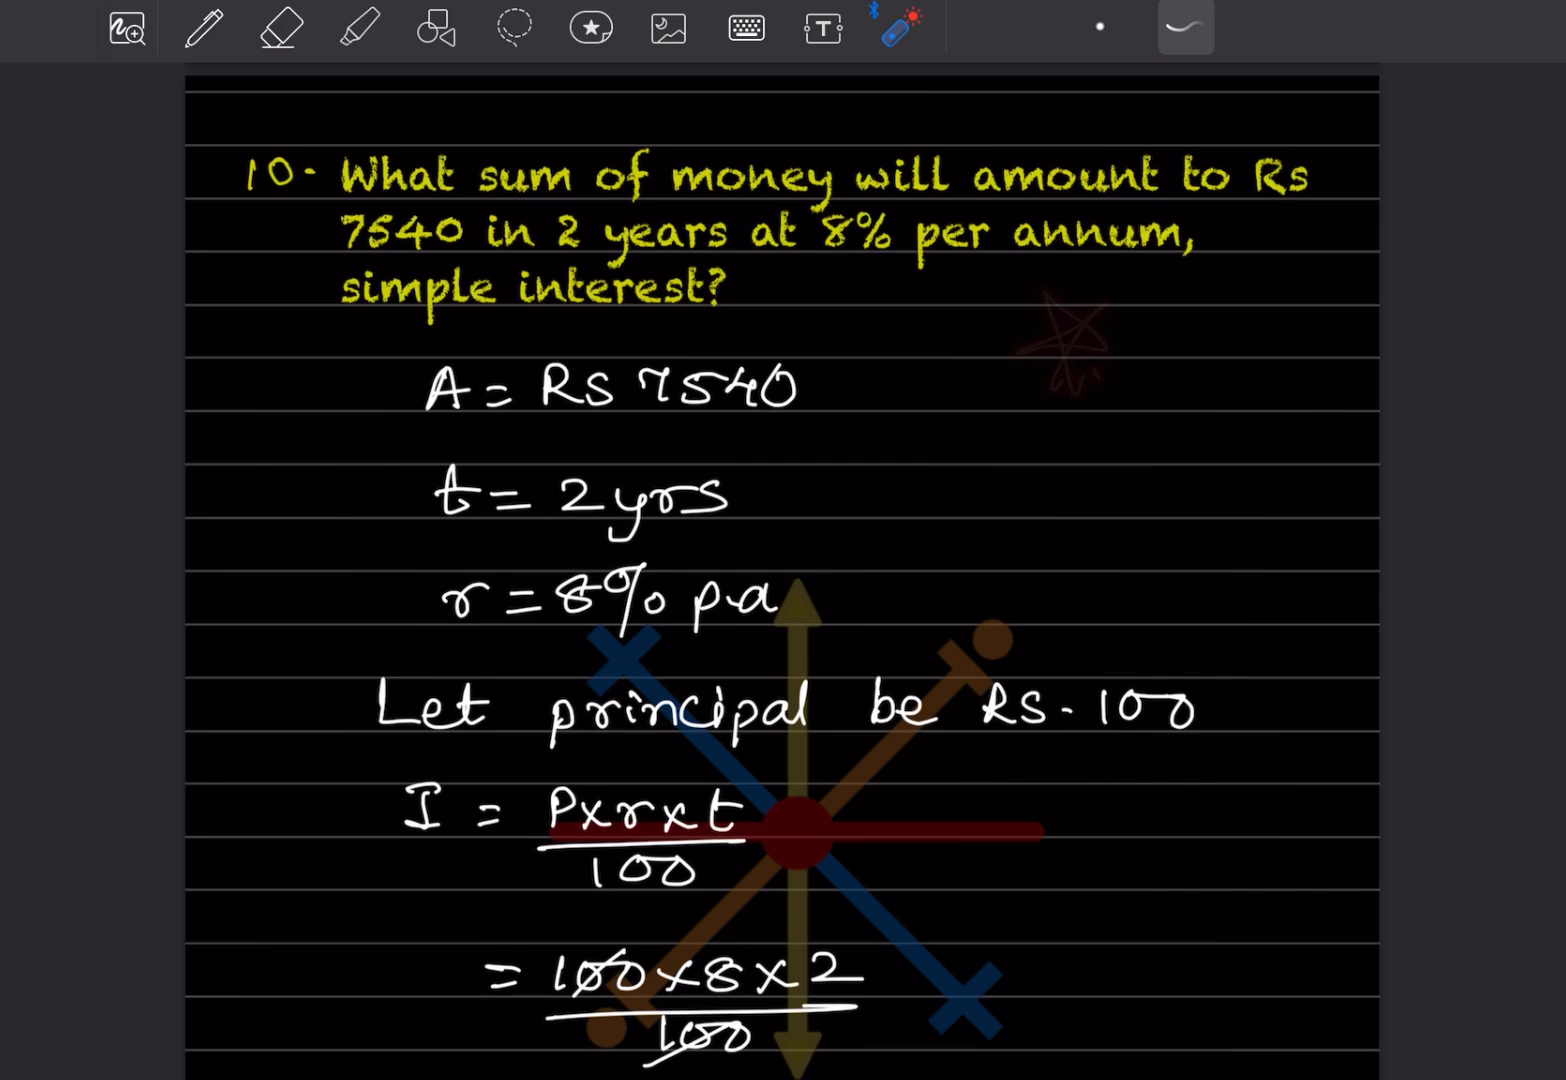 10. What sum of money will amount to Rs
7540 in 2 years at 8% per annum,
simple interest?
A = RS 7540
t = 2 yrs
r = 8% p.a
Let principal be RS. 100
I = P x r x t
100
= 100 x 8 x 2
100